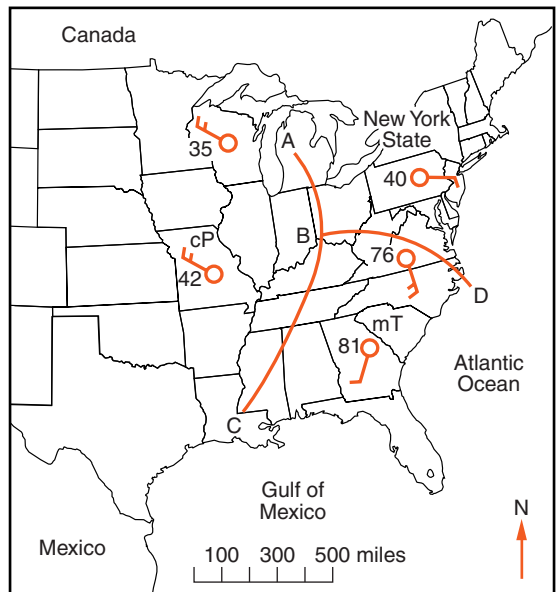 Canada
New York
State
A
35
40
B
cP
42
76
D
mT
81
Atlantic
Ocean
C
Gulf of
Mexico
N
Mexico
100 300 500 miles